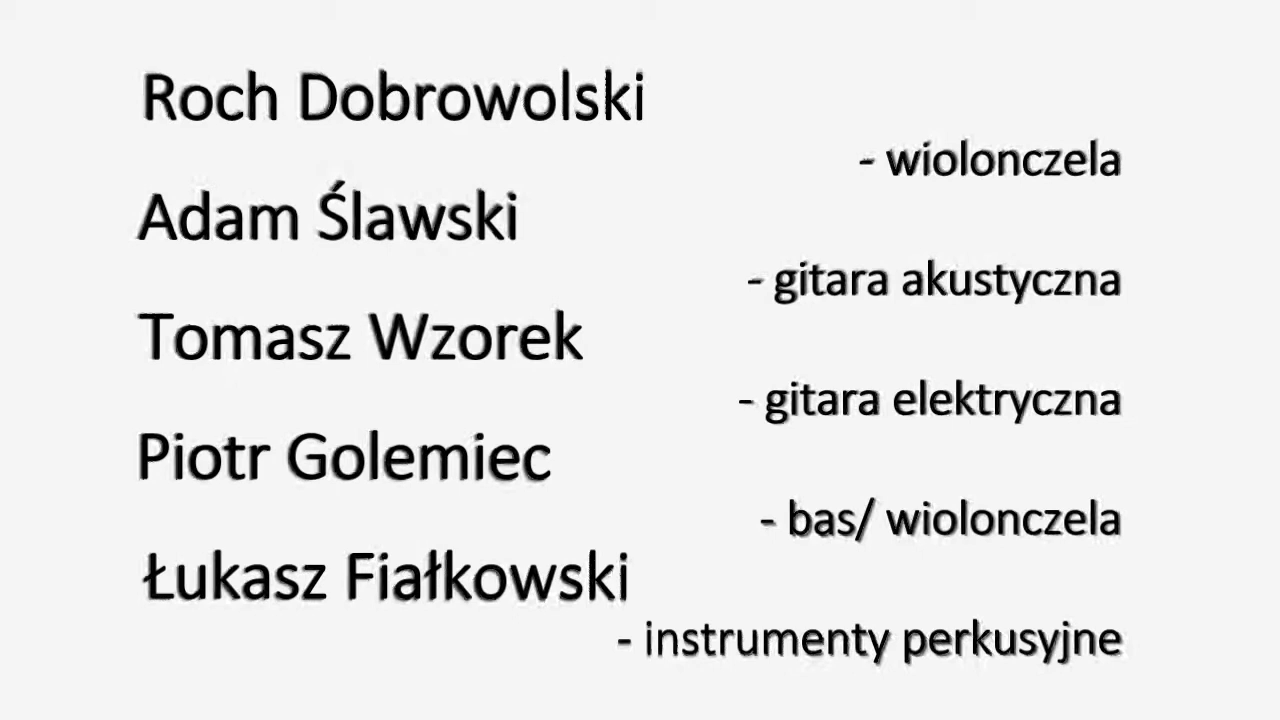 Roch Dobrowolski
- wiolonczela
Adam Ślawski
- gitara akustyczna
Tomasz Wzorek
- gitara elektryczna
Piotr Golemiec
- bas/ wiolonczela
Łukasz Fiałkowski
- instrumenty perkusyjne